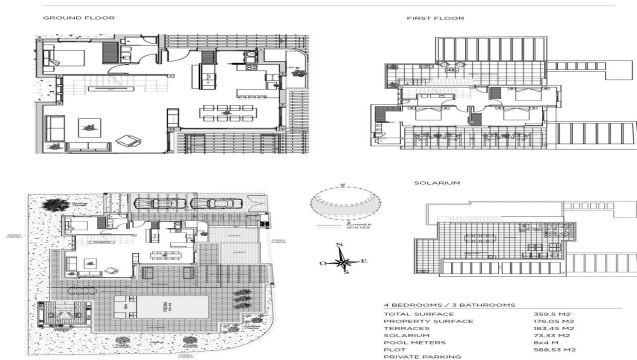 GROUND FLOOR
FIRST FLOOR
N
SUMMER
WINTER
SOLARIUM
N
O E
S
4 BEDROOMS / 3 BATHROOMS
TOTAL SURFACE 359,5 M2
PROPERTY SURFACE 176,05 M2
TERRACES 183,45 M2
SOLARIUM 73,33 M2
POOL METERS 8x4 M
PLOT 588,53 M2
PRIVATE PARKING